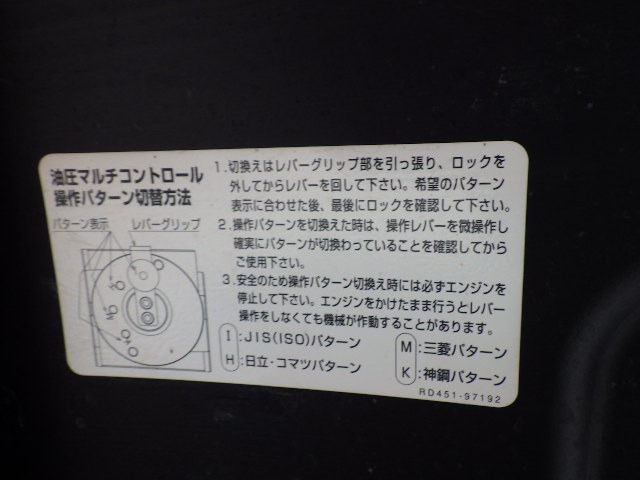 油圧マルチコントロール
操作パターン切替方法
パターン表示 レバーグリップ
1.切換えはレバーグリップ部を引っ張り、ロックを
外してからレバーを回して下さい。希望のパターン
表示に合わせた後、最後にロックを確認して下さい。
2.操作パターンを切換えた時は、操作レバーを微操作し
確実にパターンが切換わっていることを確認してから
ご使用下さい。
3.安全のため操作パターン切換え時には必ずエンジンを
停止して下さい。エンジンをかけたまま行うとレバー
操作をしなくても機械が作動することがあります。
I:JIS(ISO)パターン
H:日立・コマツパターン
M:三菱パターン
K:神鋼パターン
RD451-97192